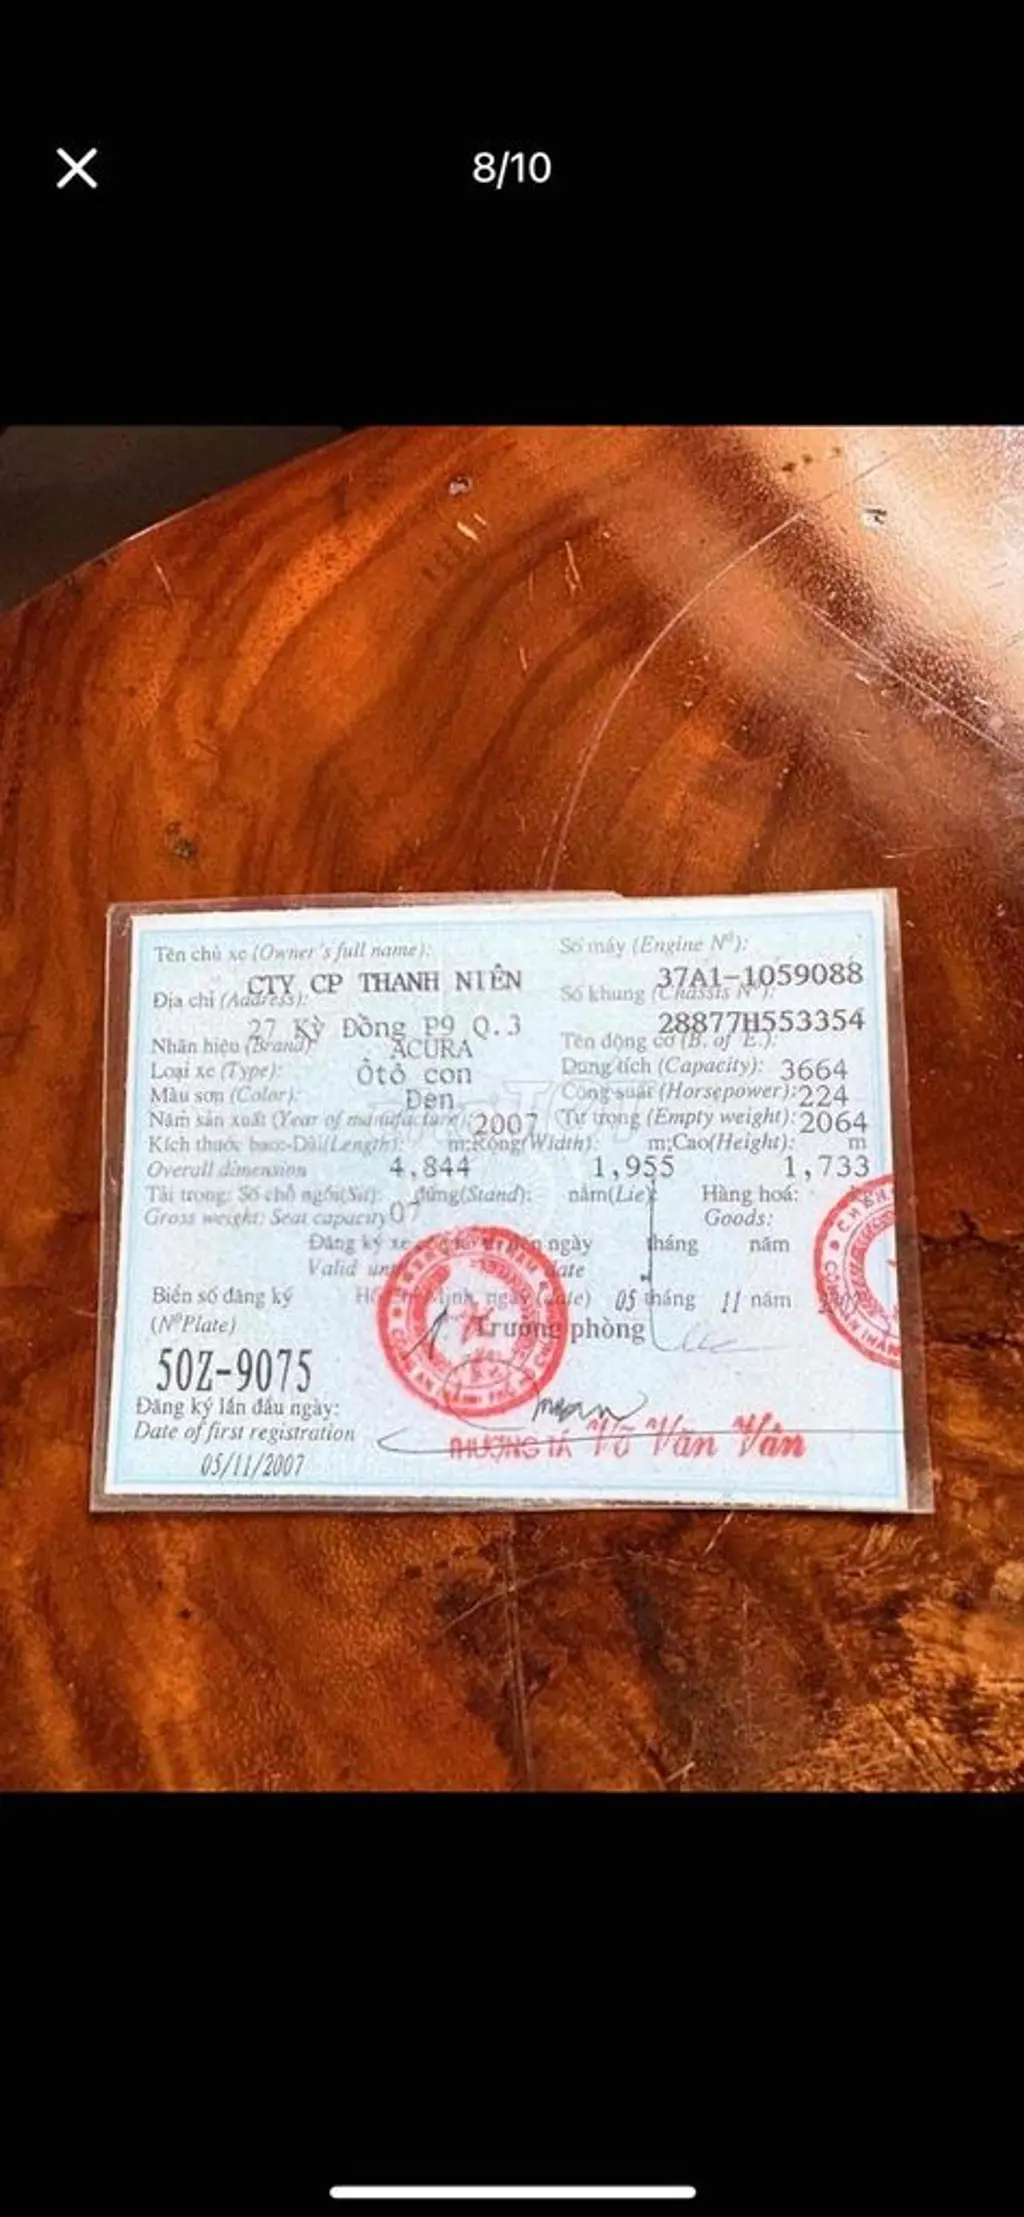 8/10
Tên chủ xe (Owner's full name):
CTY CP THANH NIÊN
Địa chỉ (Address):
27 Kỳ Đồng P9 Q.3
Nhãn hiệu (Brand):
ACURA
Loại xe (Type): Ôtô con
Màu sơn (Color): Đen
Năm sản xuất (Year of manufacture): 2007
Số máy (Engine Nº):
37A1-1059088
Số khung (Chassis Nº):
28877H553354
Tên động cơ (B. of E.):
Dung tích (Capacity): 3664
Công suất (Horsepower): 224
Tự trọng (Empty weight): 2064
Kích thước bao:-Dài(Length): m;Rộng(Width): m;Cao(Height): m
Overall dimension 4,844 1,955 1,733
Tải trọng: Số chỗ ngồi(Sit): đứng(Stand): nằm(Lie): Hàng hoá:
Gross weight: Seat capacity 07 Goods:
Đăng ký xe ngày tháng năm
Valid date
Biển số đăng ký
(NºPlate)
ngày (date) 05 tháng 11 năm
Trưởng phòng
50Z-9075
Đăng ký lần đầu ngày:
Date of first registration
05/11/2007
THƯỢNG TÁ Võ Văn Vân